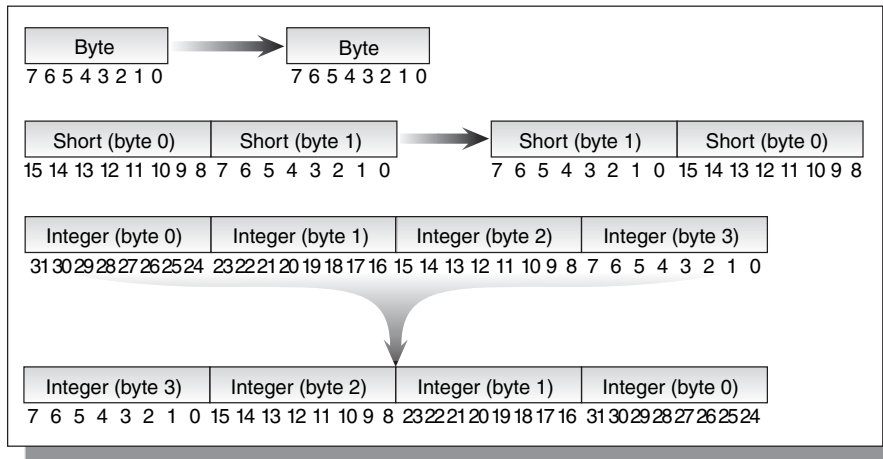 Byte Byte
7 6 5 4 3 2 1 0 7 6 5 4 3 2 1 0
Short (byte 0) Short (byte 1) Short (byte 1) Short (byte 0)
15 14 13 12 11 10 9 8 7 6 5 4 3 2 1 0 7 6 5 4 3 2 1 0 15 14 13 12 11 10 9 8
Integer (byte 0) Integer (byte 1) Integer (byte 2) Integer (byte 3)
31 30 29 28 27 26 25 24 23 22 21 20 19 18 17 16 15 14 13 12 11 10 9 8 7 6 5 4 3 2 1 0
Integer (byte 3) Integer (byte 2) Integer (byte 1) Integer (byte 0)
7 6 5 4 3 2 1 0 15 14 13 12 11 10 9 8 23 22 21 20 19 18 17 16 31 30 29 28 27 26 25 24